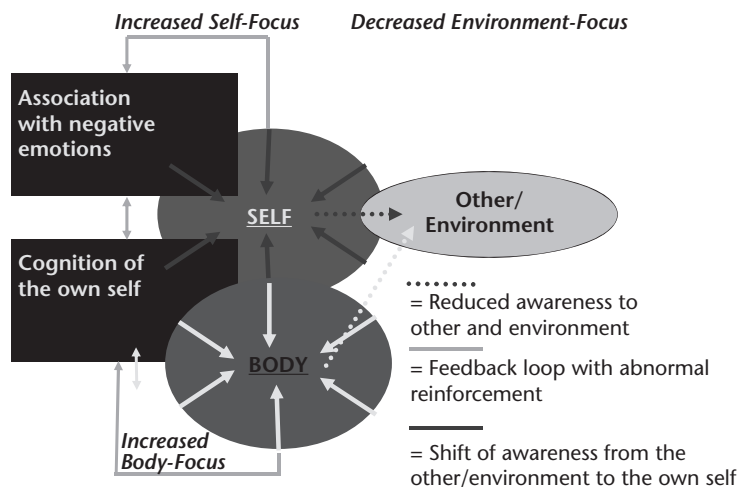 Increased Self-Focus
Decreased Environment-Focus
Association
with negative
emotions
SELF
Other/
Environment
Cognition of
the own self
BODY
Increased
Body-Focus
= Reduced awareness to
other and environment
= Feedback loop with abnormal
reinforcement
= Shift of awareness from the
other/environment to the own self